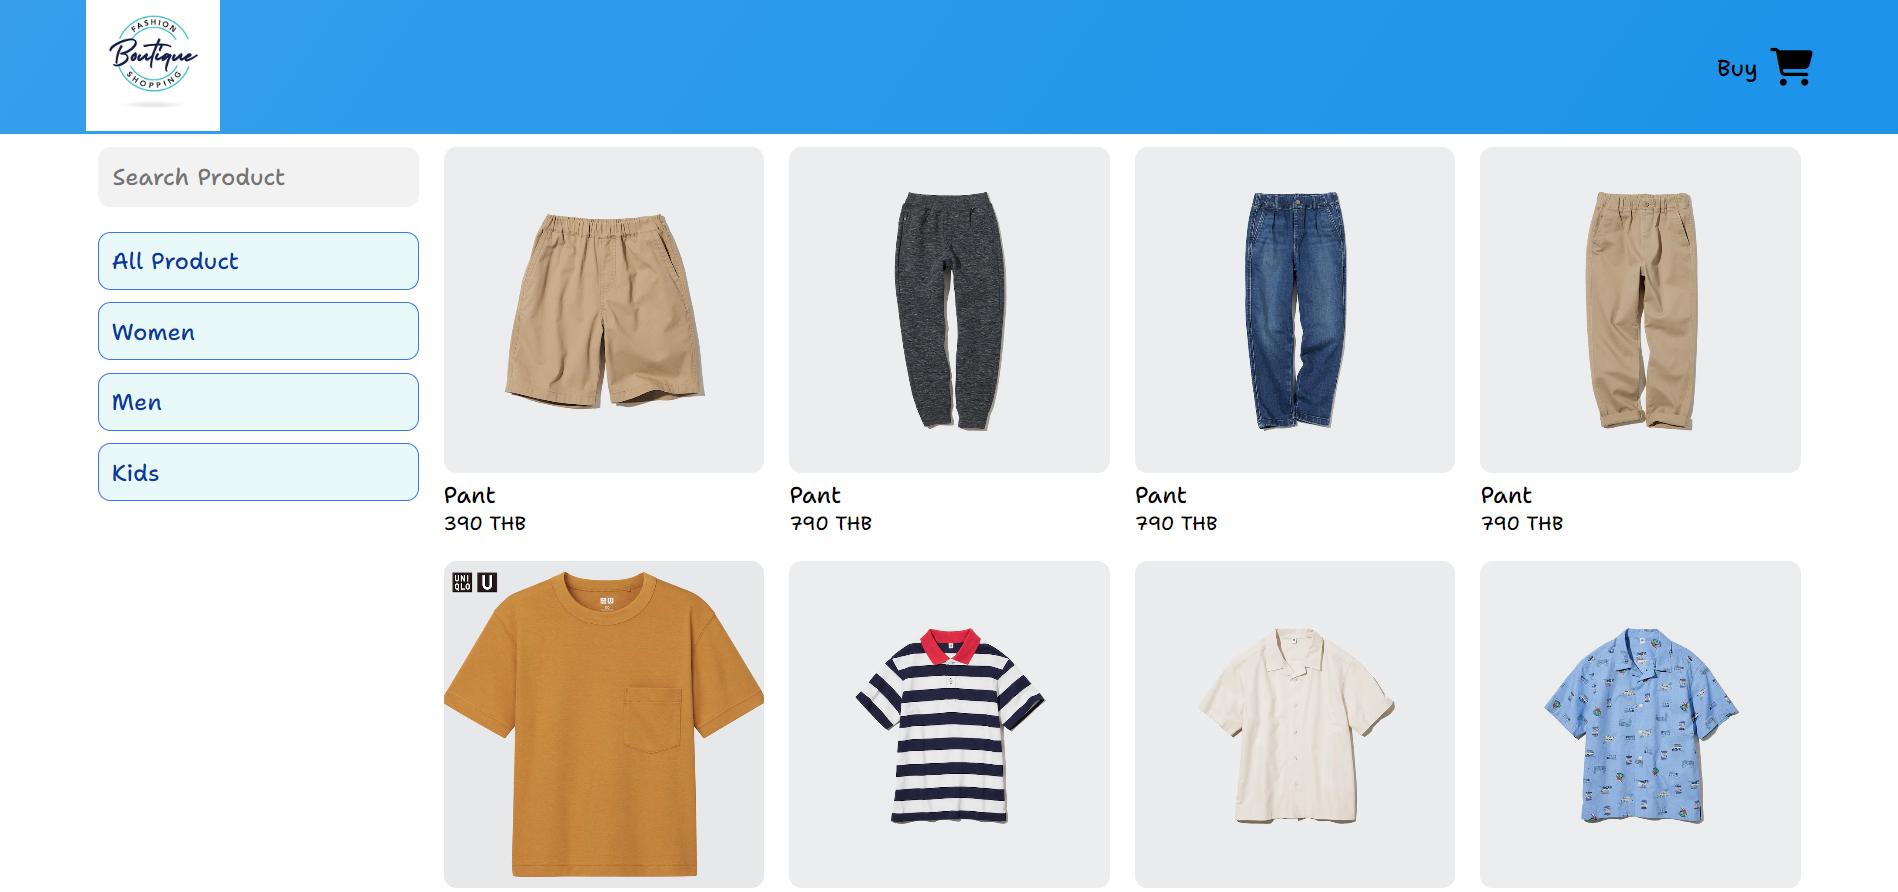 FASHION
Boutique
SHOPPING
Buy
Search Product
All Product
Women
Men
Kids
Pant
390 THB
Pant
790 THB
Pant
790 THB
Pant
790 THB
UNI
QLO
U